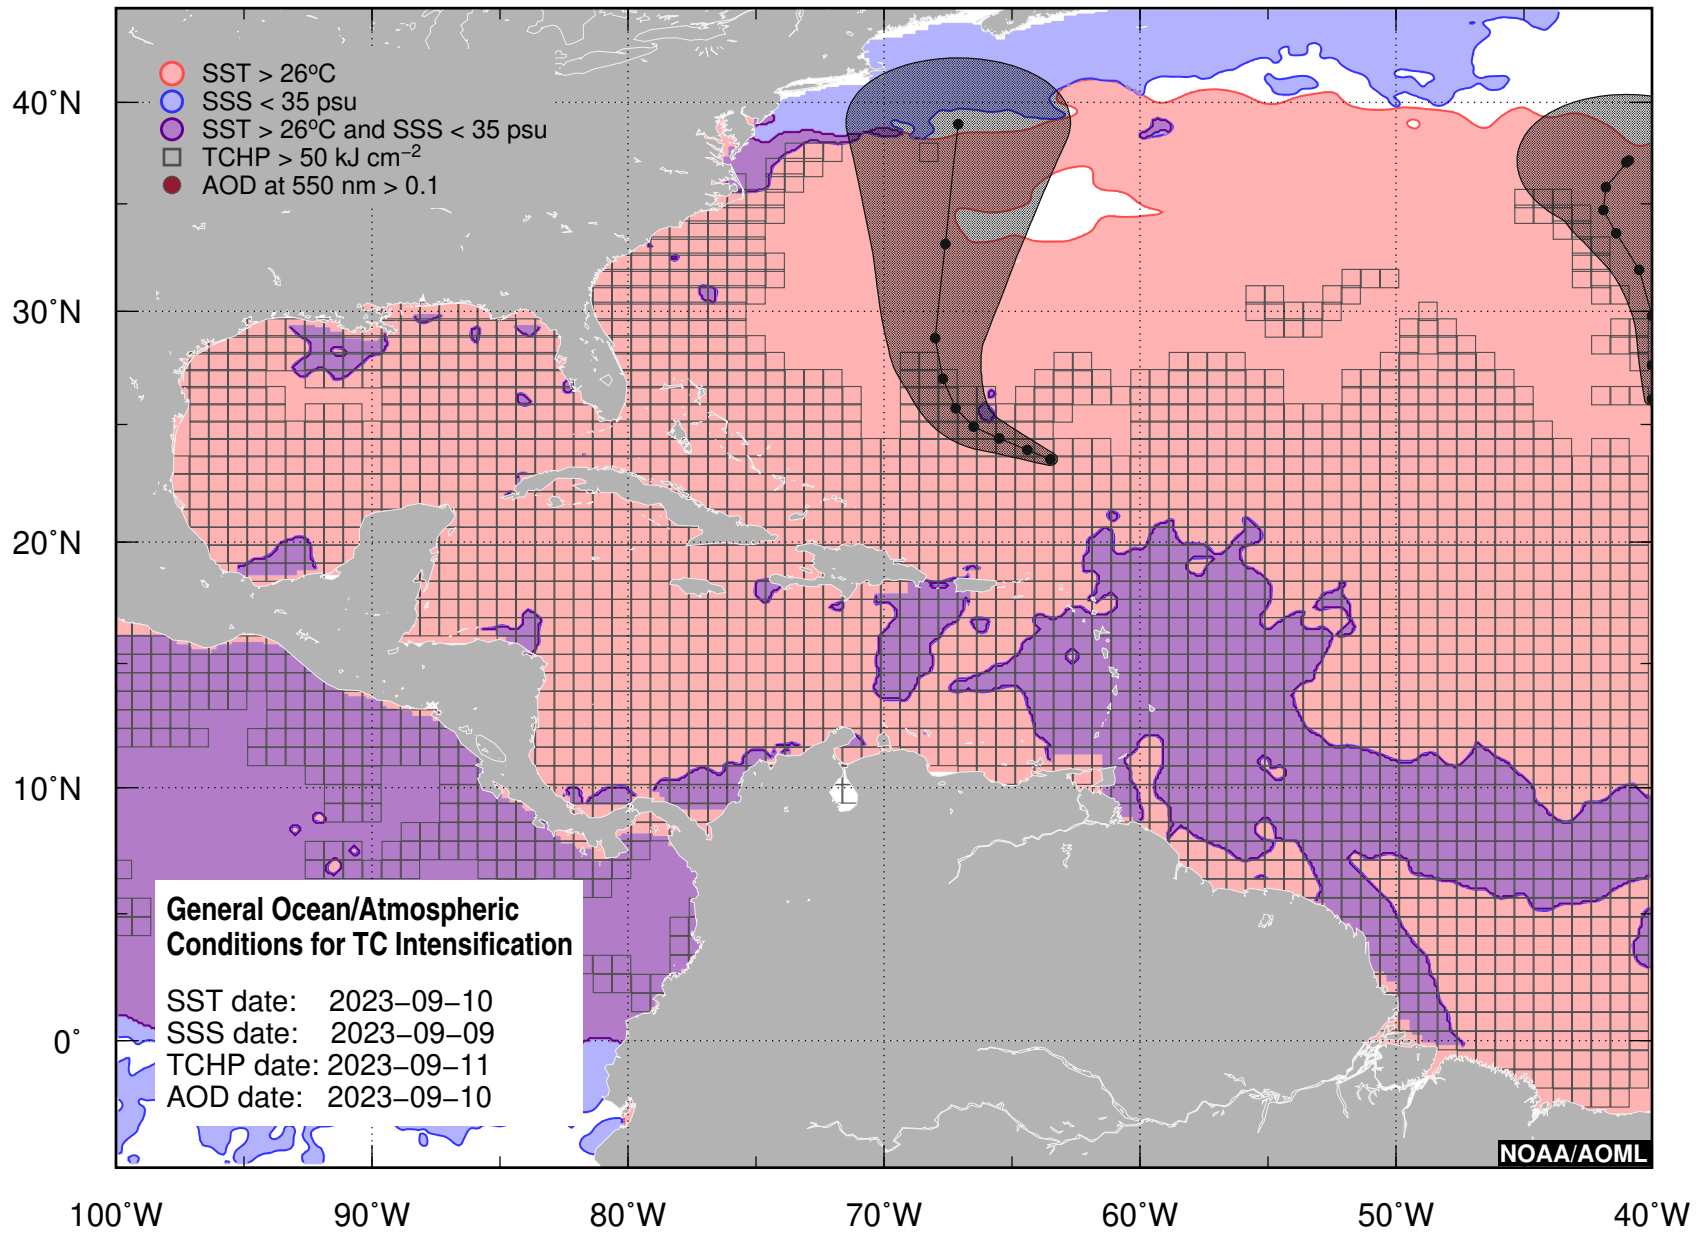 SST > 26ºC
SSS < 35 psu
SST > 26ºC and SSS < 35 psu
TCHP > 50 kJ cm⁻²
AOD at 550 nm > 0.1
40˚N
30˚N
20˚N
10˚N
0˚
General Ocean/Atmospheric
Conditions for TC Intensification
SST date: 2023−09−10
SSS date: 2023−09−09
TCHP date: 2023−09−11
AOD date: 2023−09−10
NOAA/AOML
100˚W 90˚W 80˚W 70˚W 60˚W 50˚W 40˚W